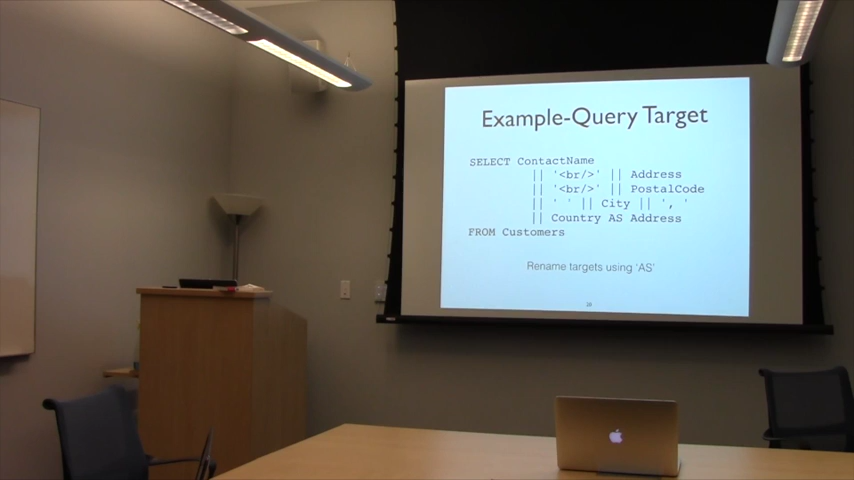 Example-Query Target
SELECT ContactName
|| '<br/>' || Address
|| '<br/>' || PostalCode
|| ' ' || City || ', '
|| Country AS Address
FROM Customers
Rename targets using 'AS'